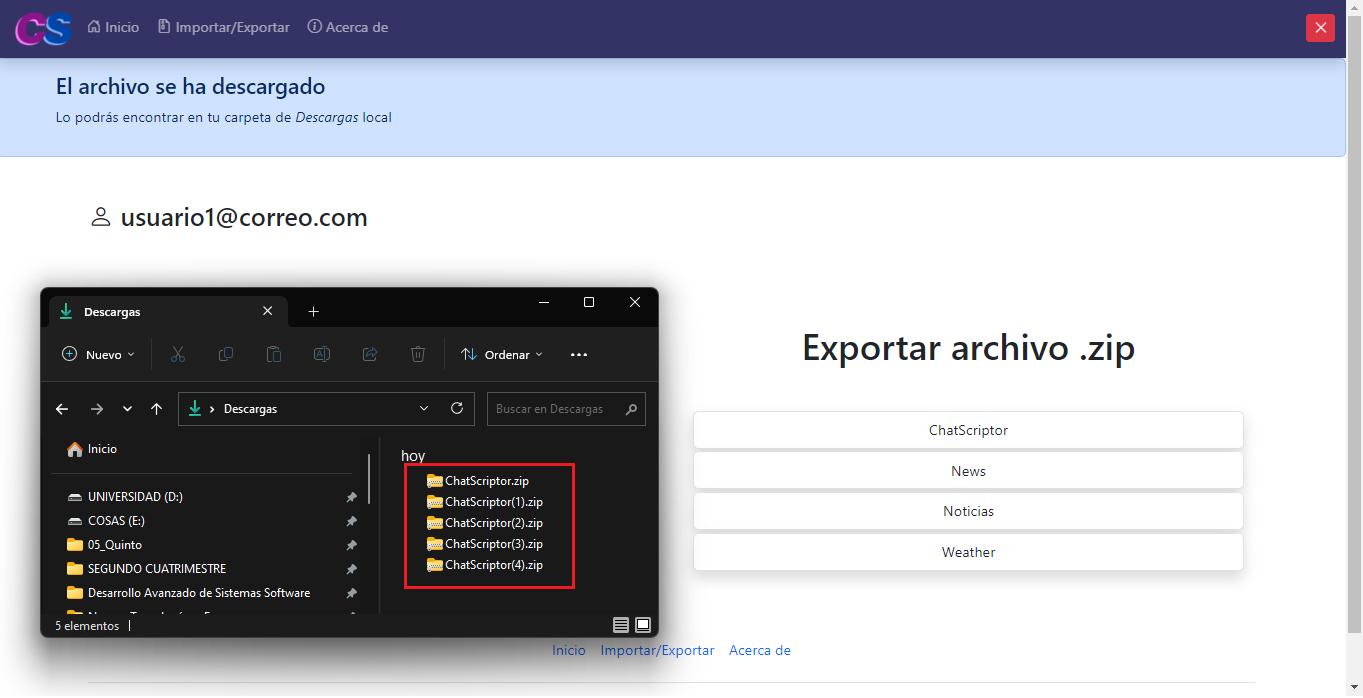 CS Inicio Importar/Exportar Acerca de
El archivo se ha descargado
Lo podrás encontrar en tu carpeta de Descargas local
usuario1@correo.com
Descargas
Nuevo Ordenar
Descargas Buscar en Descargas
Inicio
UNIVERSIDAD (D:)
COSAS (E:)
05_Quinto
SEGUNDO CUATRIMESTRE
Desarrollo Avanzado de Sistemas Software
hoy
ChatScriptor.zip
ChatScriptor(1).zip
ChatScriptor(2).zip
ChatScriptor(3).zip
ChatScriptor(4).zip
5 elementos
Exportar archivo .zip
ChatScriptor
News
Noticias
Weather
Inicio Importar/Exportar Acerca de